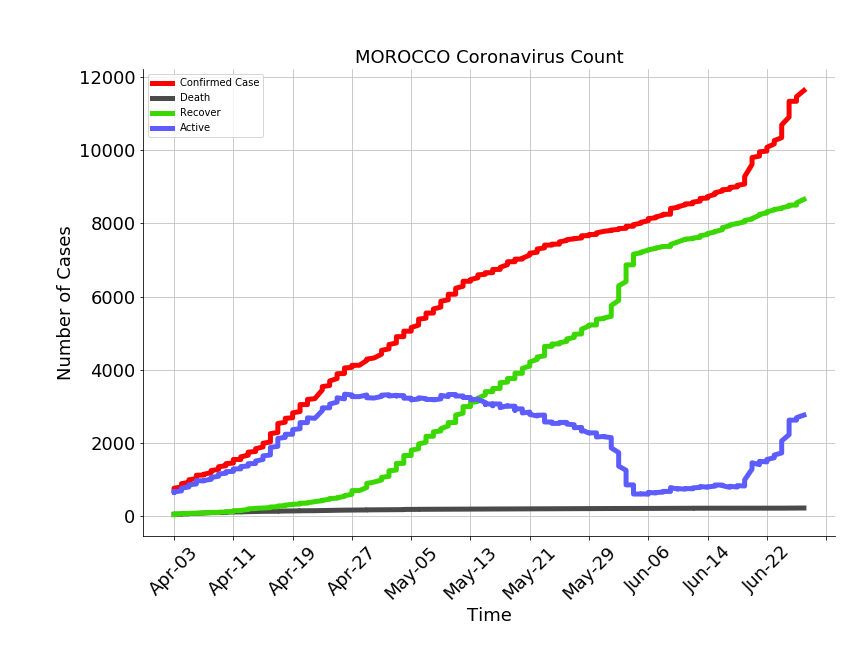 MOROCCO Coronavirus Count
Confirmed Case
Death
Recover
Active
Number of Cases
12000
10000
8000
6000
4000
2000
0
Apr-03
Apr-11
Apr-19
Apr-27
May-05
May-13
May-21
May-29
Jun-06
Jun-14
Jun-22
Time